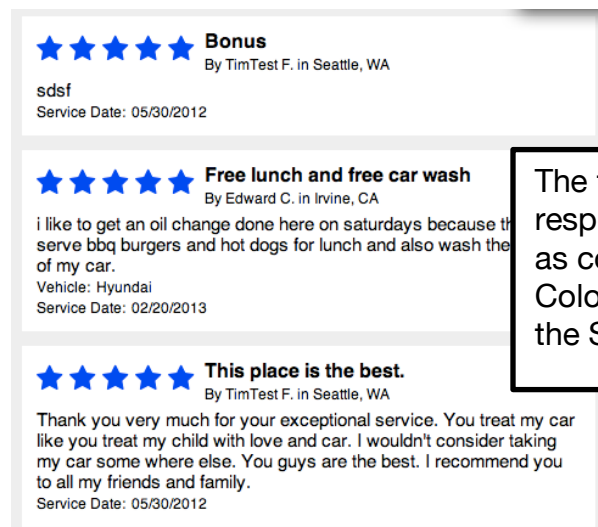 Bonus
By TimTest F. in Seattle, WA
sdsf
Service Date: 05/30/2012
Free lunch and free car wash
By Edward C. in Irvine, CA
i like to get an oil change done here on saturdays because
serve bbq burgers and hot dogs for lunch and also wash the
of my car.
Vehicle: Hyundai
Service Date: 02/20/2013
The
as
the
This place is the best.
By TimTest F. in Seattle, WA
Thank you very much for your exceptional service. You treat my car
like you treat my child with love and car. I wouldn't consider taking
my car some where else. You guys are the best. I recommend you
to all my friends and family.
Service Date: 05/30/2012